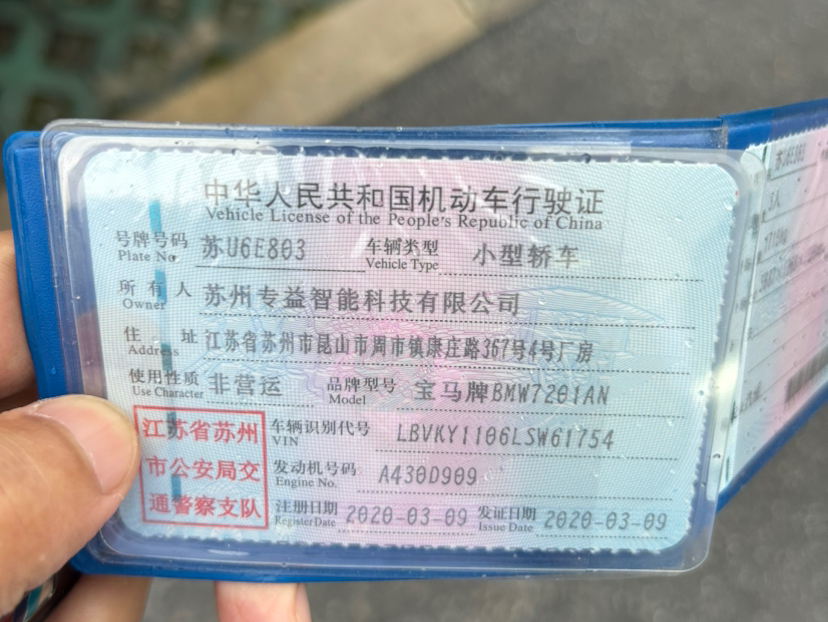 中华人民共和国机动车行驶证
Vehicle License of the People's Republic of China
号牌号码 苏U6E803 车辆类型 小型轿车
Plate No. Vehicle Type
所有人 苏州专益智能科技有限公司
Owner
住址 江苏省苏州市昆山市周市镇康庄路367号4号厂房
Address
使用性质 非营运 品牌型号 宝马牌BMW7201AN
Use Character Model
江苏省苏州
市公安局交
通警察支队
车辆识别代号 LBVKY1106LSW61754
VIN
发动机号码 A430D909
Engine No.
注册日期 2020-03-09 发证日期 2020-03-09
Register Date Issue Date